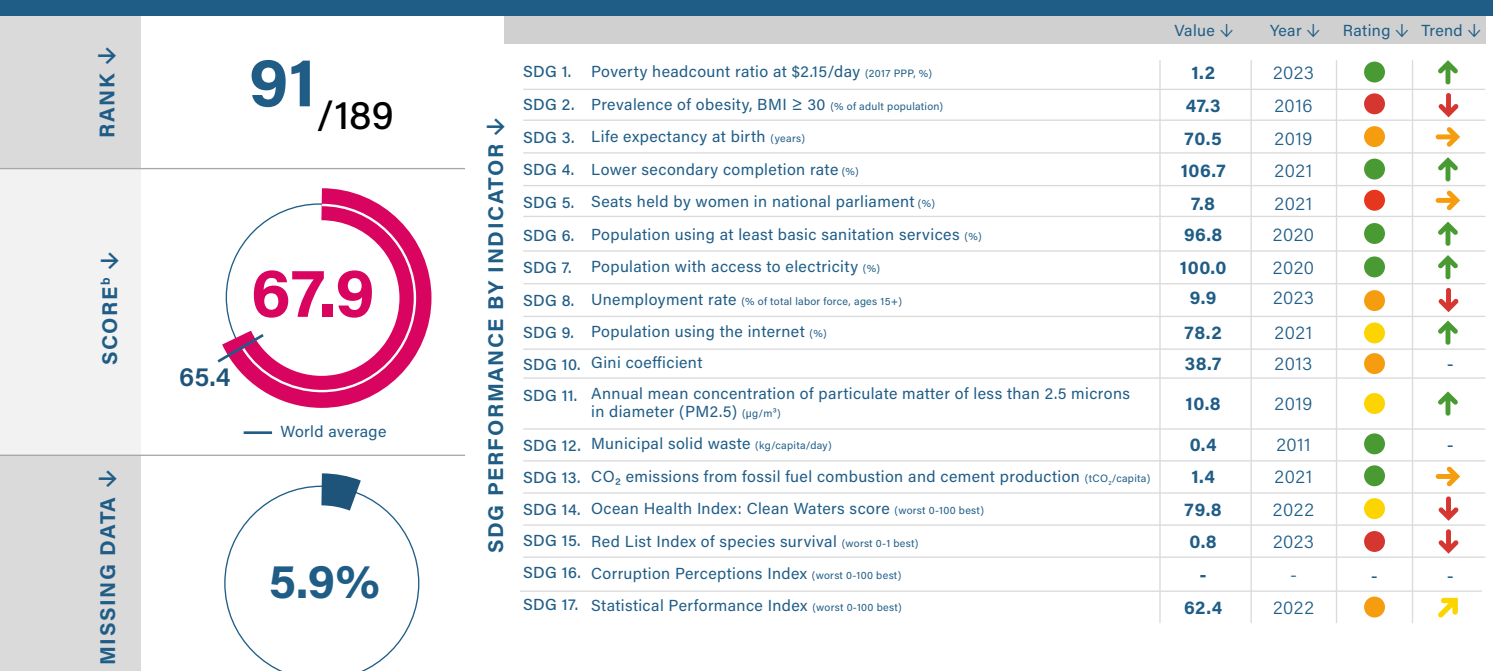 RANK →
91/189
SCOREᵇ →
67.9
65.4
World average
MISSING DATA →
5.9%
SDG PERFORMANCE BY INDICATOR →
Value ↓ Year ↓ Rating ↓ Trend ↓
SDG 1. Poverty headcount ratio at $2.15/day (2017 PPP, %) 1.2 2023
SDG 2. Prevalence of obesity, BMI ≥ 30 (% of adult population) 47.3 2016
SDG 3. Life expectancy at birth (years) 70.5 2019
SDG 4. Lower secondary completion rate (%) 106.7 2021
SDG 5. Seats held by women in national parliament (%) 7.8 2021
SDG 6. Population using at least basic sanitation services (%) 96.8 2020
SDG 7. Population with access to electricity (%) 100.0 2020
SDG 8. Unemployment rate (% of total labor force, ages 15+) 9.9 2023
SDG 9. Population using the internet (%) 78.2 2021
SDG 10. Gini coefficient 38.7 2013 -
SDG 11. Annual mean concentration of particulate matter of less than 2.5 microns
in diameter (PM2.5) (µg/m³) 10.8 2019
SDG 12. Municipal solid waste (kg/capita/day) 0.4 2011 -
SDG 13. CO₂ emissions from fossil fuel combustion and cement production (tCO₂/capita) 1.4 2021
SDG 14. Ocean Health Index: Clean Waters score (worst 0-100 best) 79.8 2022
SDG 15. Red List Index of species survival (worst 0-1 best) 0.8 2023
SDG 16. Corruption Perceptions Index (worst 0-100 best) - - - -
SDG 17. Statistical Performance Index (worst 0-100 best) 62.4 2022